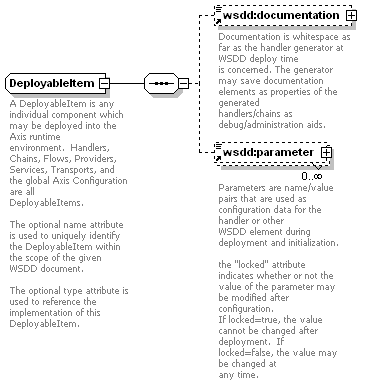 wsdd:documentation
Documentation is whitespace as
far as the handler generator at
WSDD deploy time
is concerned. The generator
may save documentation
elements as properties of the
generated
handlers/chains as
debug/administration aids.
DeployableItem
A DeployableItem is any
individual component which
may be deployed into the
Axis runtime
environment. Handlers,
Chains, Flows, Providers,
Services, Transports, and
the global Axis Configuration
are all
DeployableItems.
The optional name attribute
is used to uniquely identify
the DeployableItem within
the scope of the given
WSDD document.
The optional type attribute is
used to reference the
implementation of this
DeployableItem.
wsdd:parameter
0..∞
Parameters are name/value
pairs that are used as
configuration data for the
handler or other
WSDD element during
deployment and initialization.
the "locked" attribute
indicates whether or not the
value of the parameter may
be modified after
configuration.
If locked=true, the value
cannot be changed after
deployment. If
locked=false, the value may
be changed at
any time.